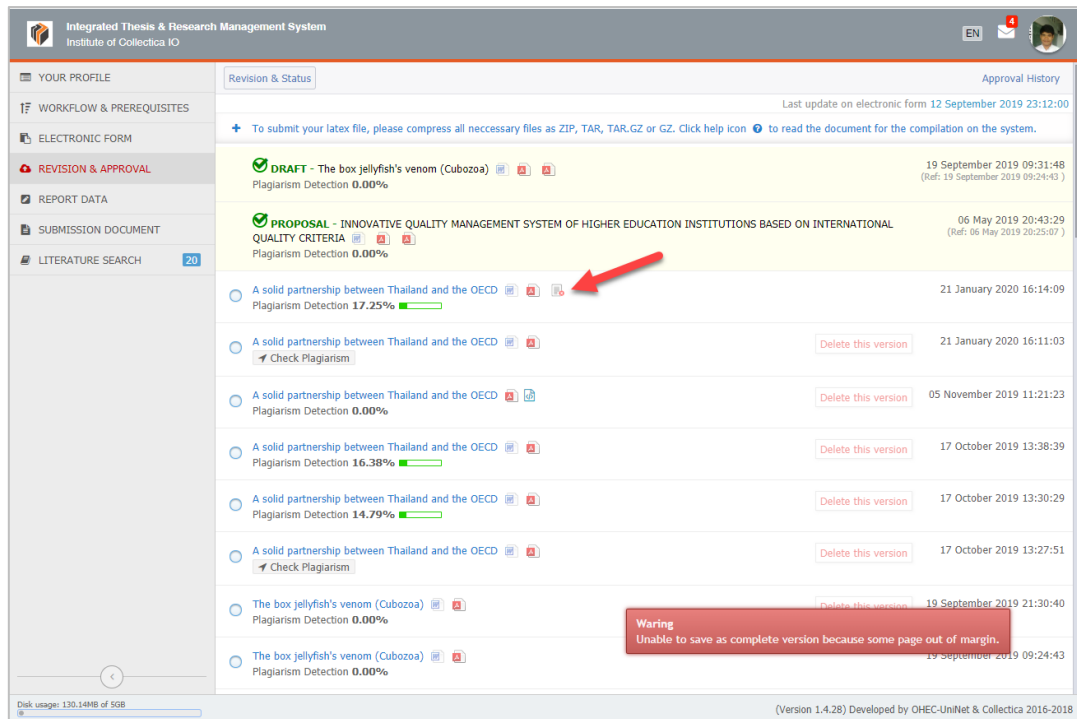 Integrated Thesis & Research Management System
Institute of Collectica IO
EN
4
YOUR PROFILE
WORKFLOW & PREREQUISITES
ELECTRONIC FORM
REVISION & APPROVAL
REPORT DATA
SUBMISSION DOCUMENT
LITERATURE SEARCH 20
Revision & Status
Approval History
Last update on electronic form 12 September 2019 23:12:00
To submit your latex file, please compress all neccessary files as ZIP, TAR, TAR.GZ or GZ. Click help icon ? to read the document for the compilation on the system.
DRAFT - The box jellyfish's venom (Cubozoa)
19 September 2019 09:31:48
Plagiarism Detection 0.00%
(Ref: 19 September 2019 09:24:43 )
PROPOSAL - INNOVATIVE QUALITY MANAGEMENT SYSTEM OF HIGHER EDUCATION INSTITUTIONS BASED ON INTERNATIONAL
QUALITY CRITERIA
06 May 2019 20:43:29
(Ref: 06 May 2019 20:25:07 )
Plagiarism Detection 0.00%
A solid partnership between Thailand and the OECD
21 January 2020 16:14:09
Plagiarism Detection 17.25%
A solid partnership between Thailand and the OECD
Check Plagiarism
Delete this version
21 January 2020 16:11:03
A solid partnership between Thailand and the OECD
Plagiarism Detection 0.00%
Delete this version
05 November 2019 11:21:23
A solid partnership between Thailand and the OECD
Plagiarism Detection 16.38%
Delete this version
17 October 2019 13:38:39
A solid partnership between Thailand and the OECD
Plagiarism Detection 14.79%
Delete this version
17 October 2019 13:30:29
A solid partnership between Thailand and the OECD
Check Plagiarism
Delete this version
17 October 2019 13:27:51
The box jellyfish's venom (Cubozoa)
Plagiarism Detection 0.00%
Delete this version
19 September 2019 21:30:40
Waring
Unable to save as complete version because some page out of margin.
The box jellyfish's venom (Cubozoa)
Plagiarism Detection 0.00%
19 September 2019 09:24:43
Disk usage: 130.14MB of 5GB
(Version 1.4.28) Developed by OHEC-UniNet & Collectica 2016-2018